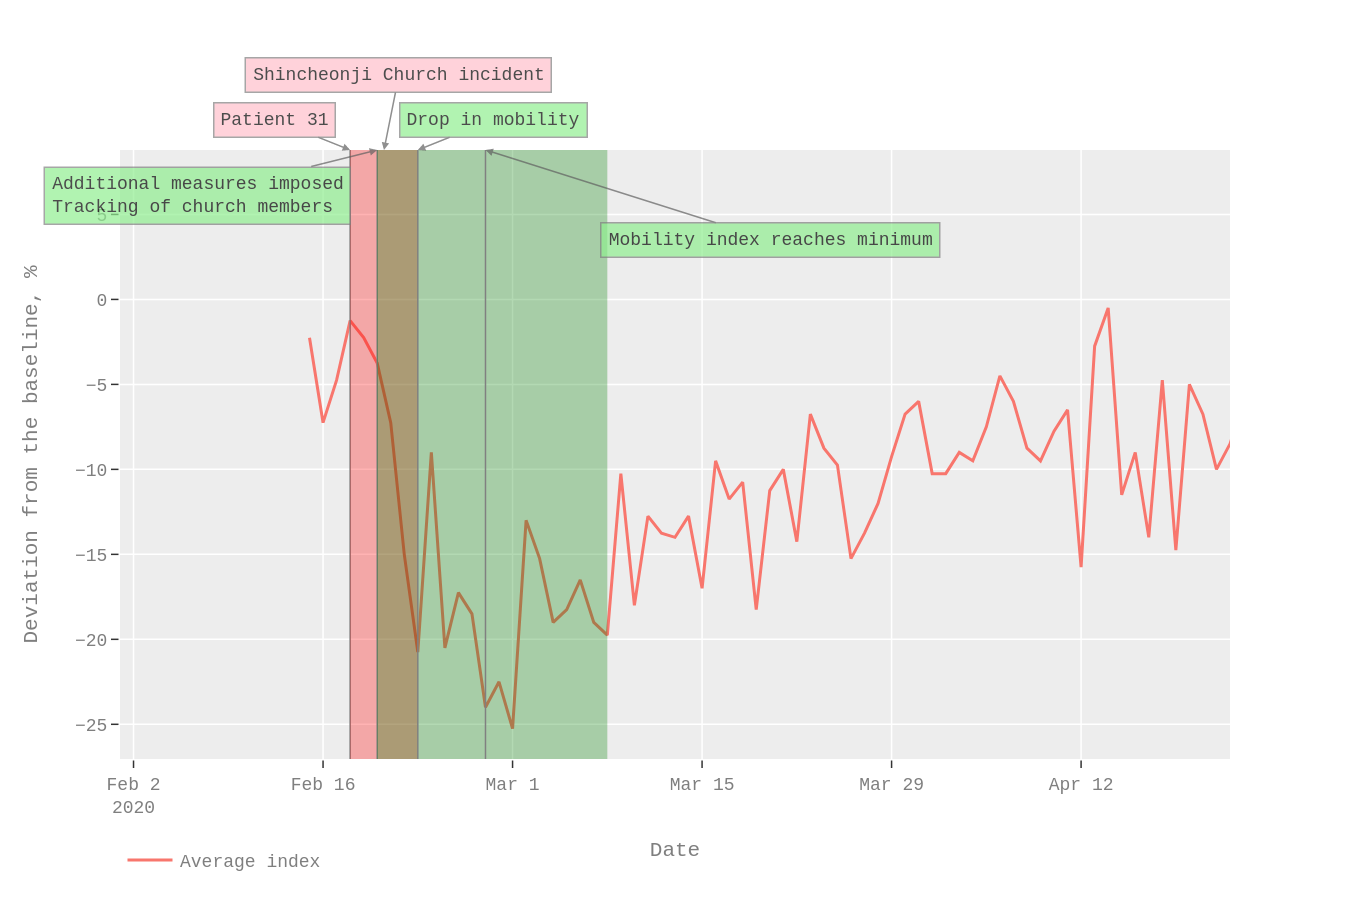 Shincheonji Church incident
Patient 31
Drop in mobility
Additional measures imposed
Tracking of church members
Mobility index reaches minimum
5
0
−5
−10
−15
−20
−25
Deviation from the baseline, %
Feb 2
2020
Feb 16
Mar 1
Mar 15
Mar 29
Apr 12
Date
Average index